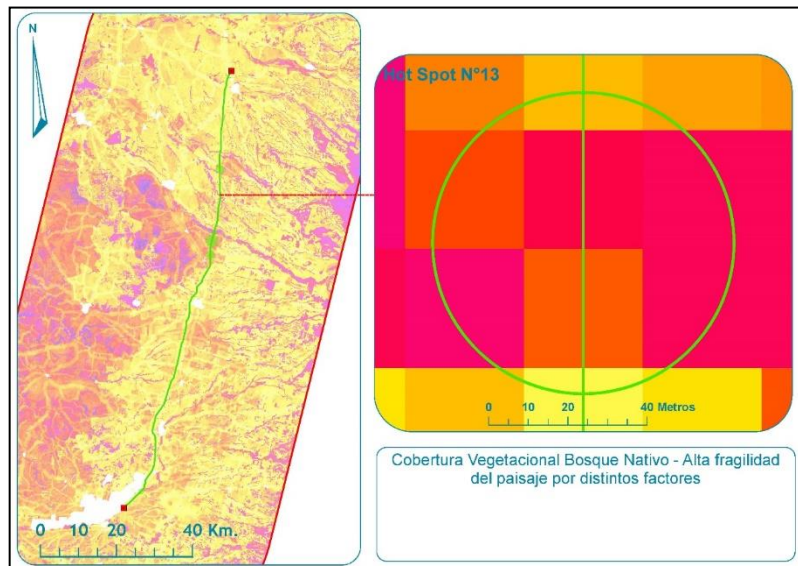 N
0 10 20 40 Km.
Hot Spot N°13
0 10 20 40 Metros
Cobertura Vegetacional Bosque Nativo - Alta fragilidad
del paisaje por distintos factores